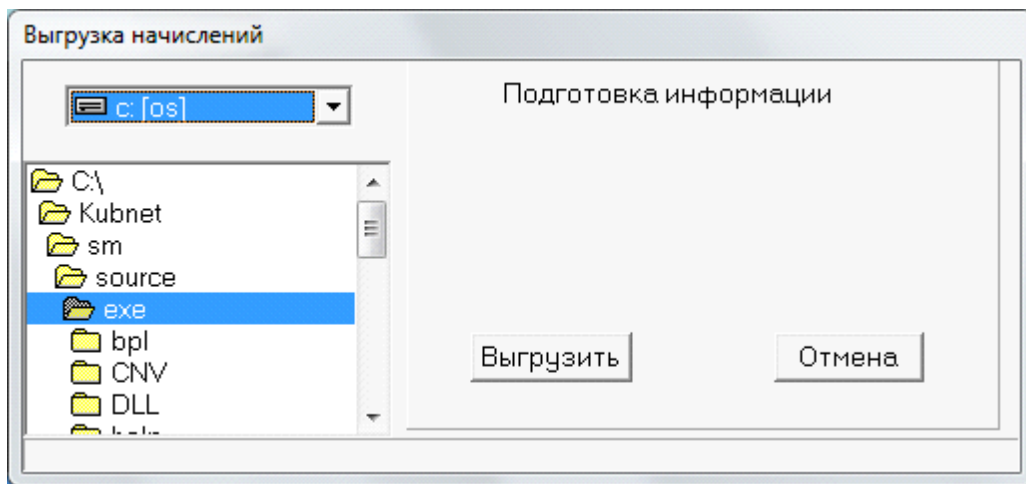 Выгрузка начислений
c: [os]
Подготовка информации
C:\
Kubnet
sm
source
exe
bpl
CNV
DLL
Выгрузить
Отмена